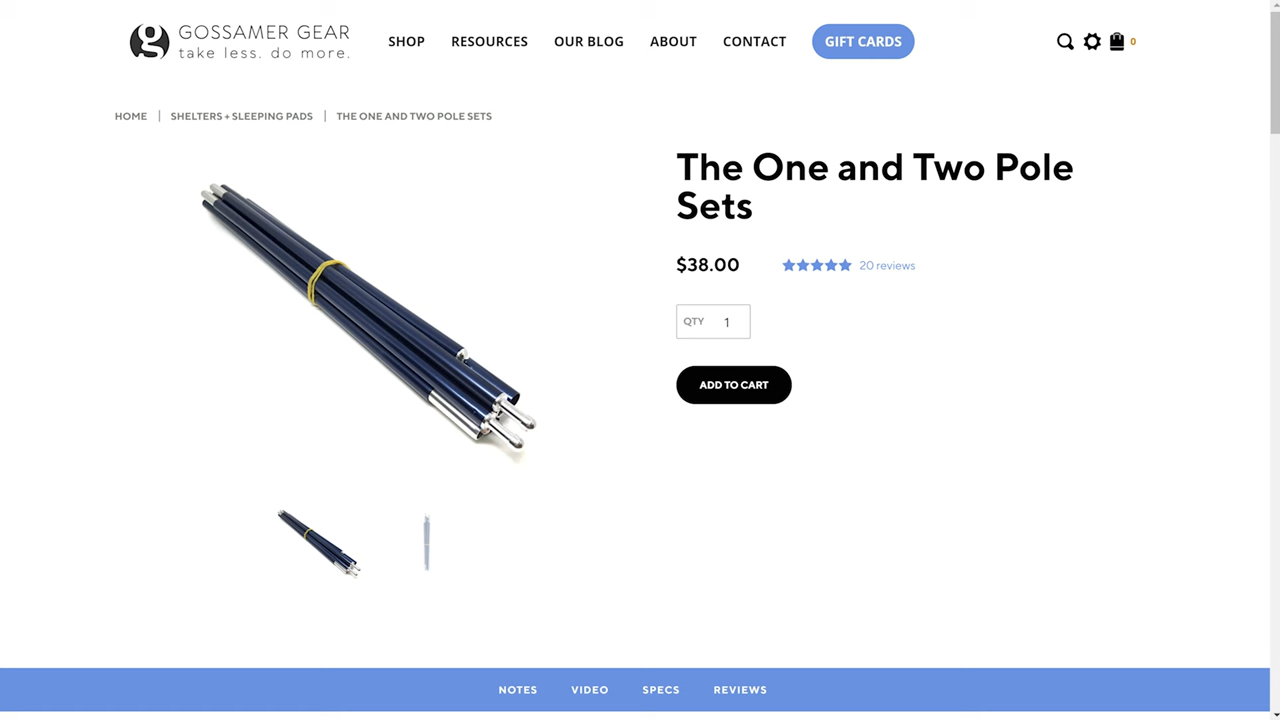 GOSSAMER GEAR
take less. do more.
SHOP RESOURCES OUR BLOG ABOUT CONTACT GIFT CARDS 0
HOME | SHELTERS + SLEEPING PADS | THE ONE AND TWO POLE SETS
The One and Two Pole
Sets
$38.00 20 reviews
QTY 1
ADD TO CART
NOTES VIDEO SPECS REVIEWS